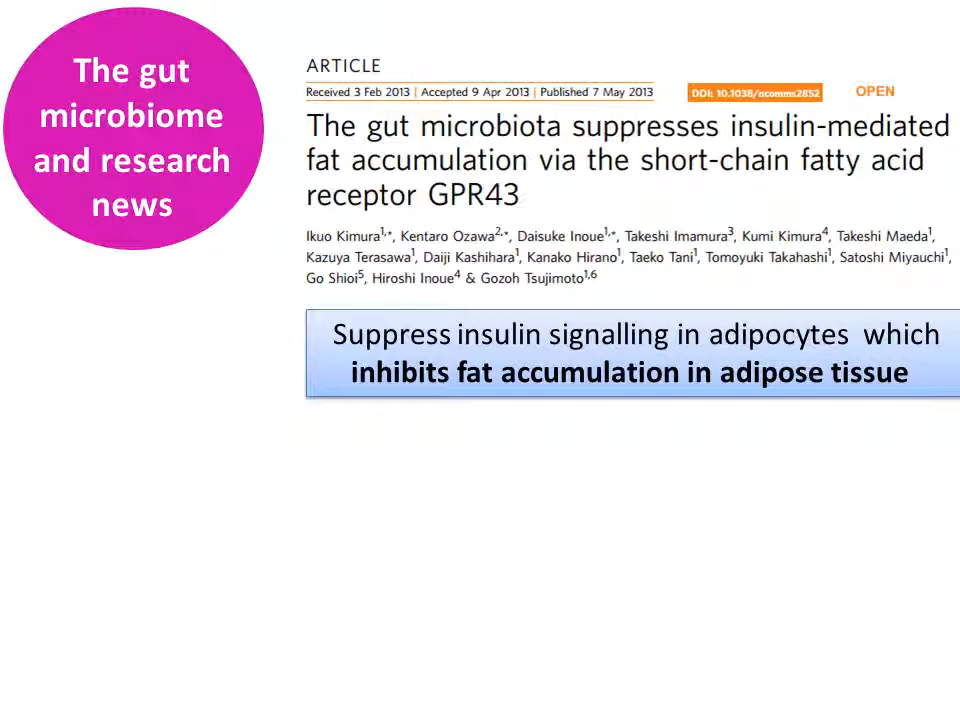 The gut
microbiome
and research
news
ARTICLE
Received 3 Feb 2013 | Accepted 9 Apr 2013 | Published 7 May 2013
DOI: 10.1038/ncomms2852
OPEN
The gut microbiota suppresses insulin-mediated
fat accumulation via the short-chain fatty acid
receptor GPR43
Ikuo Kimura1,*, Kentaro Ozawa2,*, Daisuke Inoue1,*, Takeshi Imamura3, Kumi Kimura4, Takeshi Maeda1,
Kazuya Terasawa1, Daiji Kashihara1, Kanako Hirano1, Taeko Tani1, Tomoyuki Takahashi1, Satoshi Miyauchi1,
Go Shioi5, Hiroshi Inoue4 & Gozoh Tsujimoto1,6
Suppress insulin signalling in adipocytes which
inhibits fat accumulation in adipose tissue